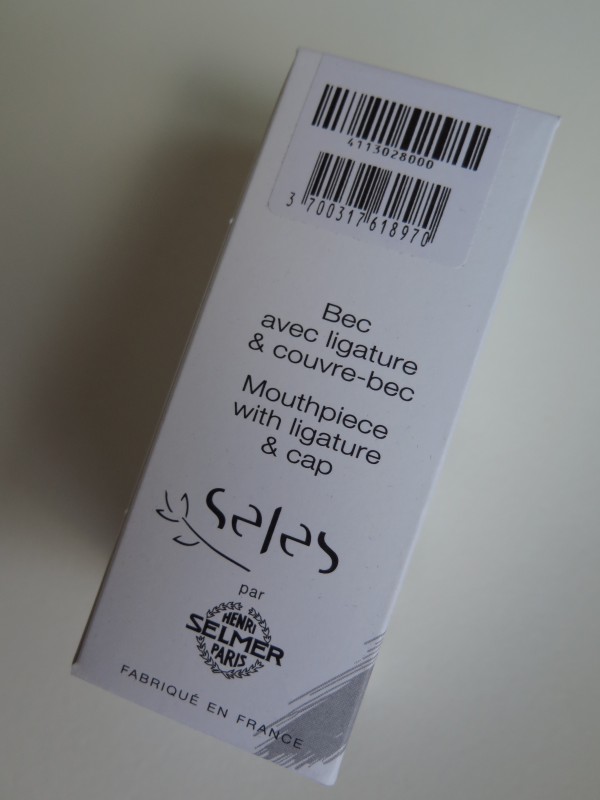 4113028000
3 700317 618970
Bec
avec ligature
& couvre-bec
Mouthpiece
with ligature
& cap
seles
par
HENRI
SELMER
PARIS
FABRIQUÉ EN FRANCE